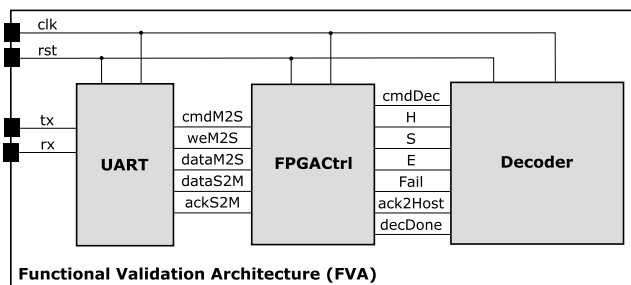 clk
rst
tx
rx
UART
cmdM2S
weM2S
dataM2S
dataS2M
ackS2M
FPGACtrl
cmdDec
H
S
E
Fail
ack2Host
decDone
Decoder
Functional Validation Architecture (FVA)